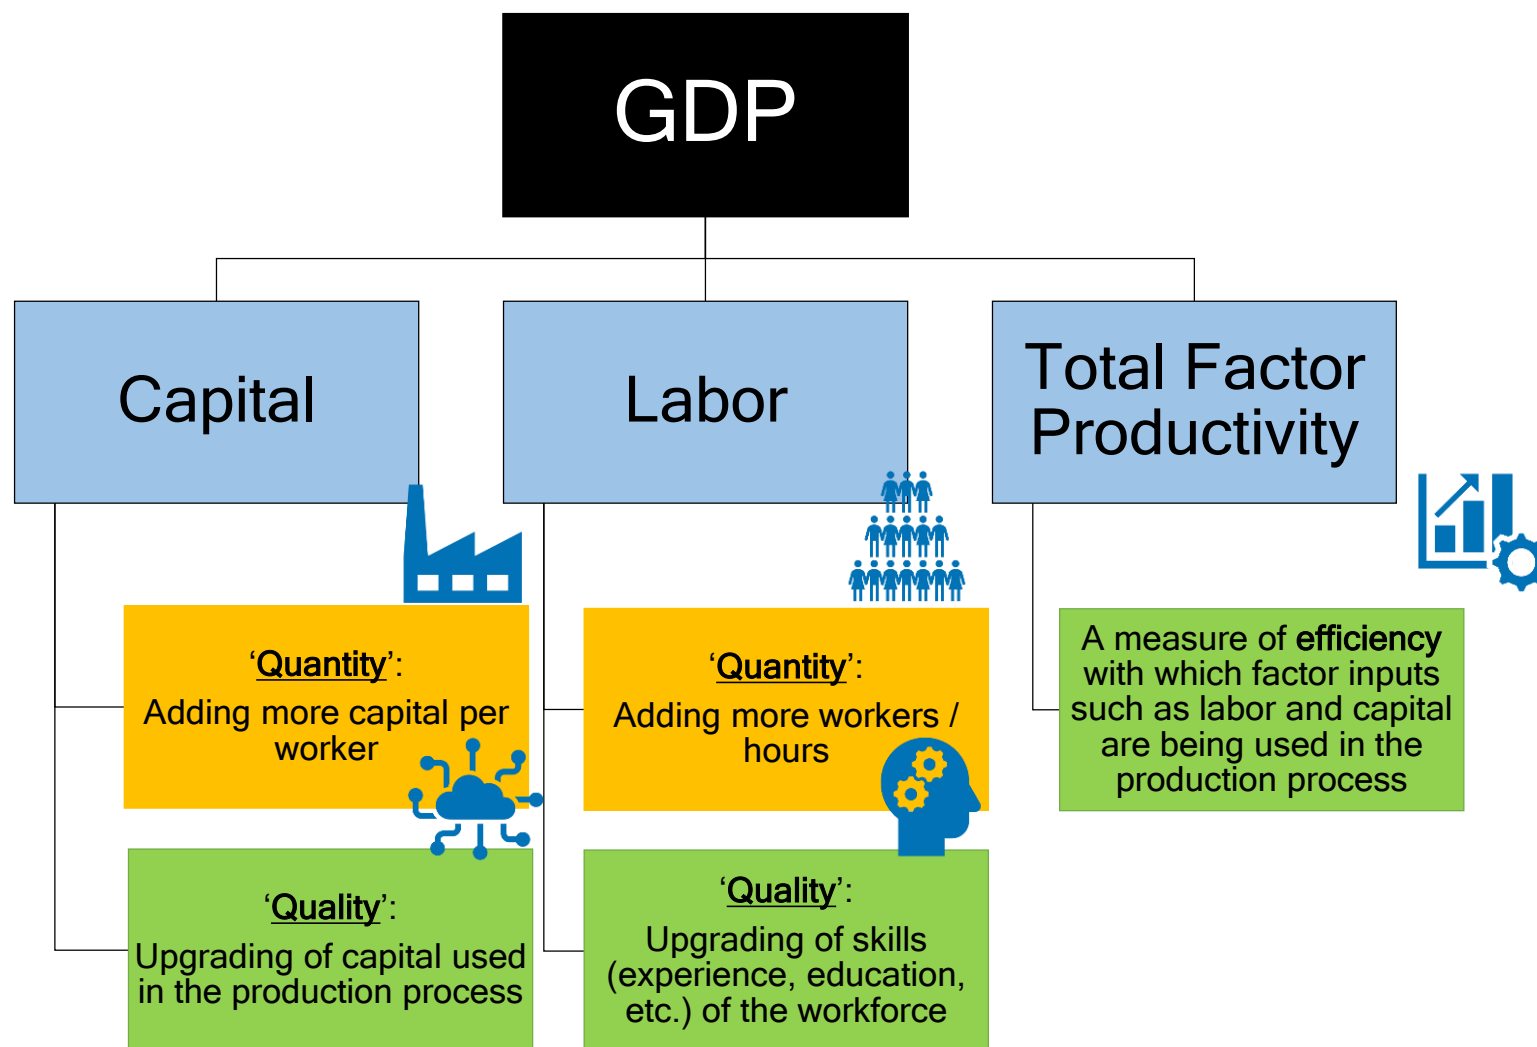 GDP
Capital
Labor
Total Factor
Productivity
‘Quantity’:
Adding more capital per
worker
‘Quality’:
Upgrading of capital used
in the production process
‘Quantity’:
Adding more workers /
hours
‘Quality’:
Upgrading of skills
(experience, education,
etc.) of the workforce
A measure of efficiency
with which factor inputs
such as labor and capital
are being used in the
production process